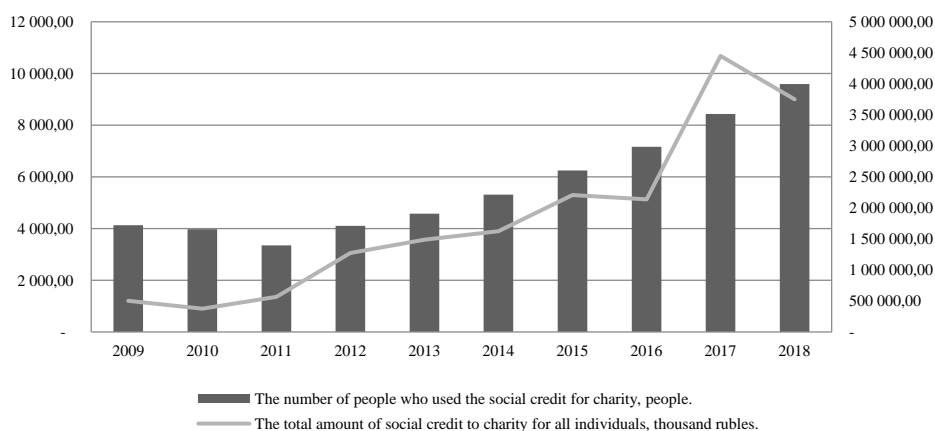 12 000,00
10 000,00
8 000,00
6 000,00
4 000,00
2 000,00
-
5 000 000,00
4 500 000,00
4 000 000,00
3 500 000,00
3 000 000,00
2 500 000,00
2 000 000,00
1 500 000,00
1 000 000,00
500 000,00
-
2009 2010 2011 2012 2013 2014 2015 2016 2017 2018
The number of people who used the social credit for charity, people.
The total amount of social credit to charity for all individuals, thousand rubles.